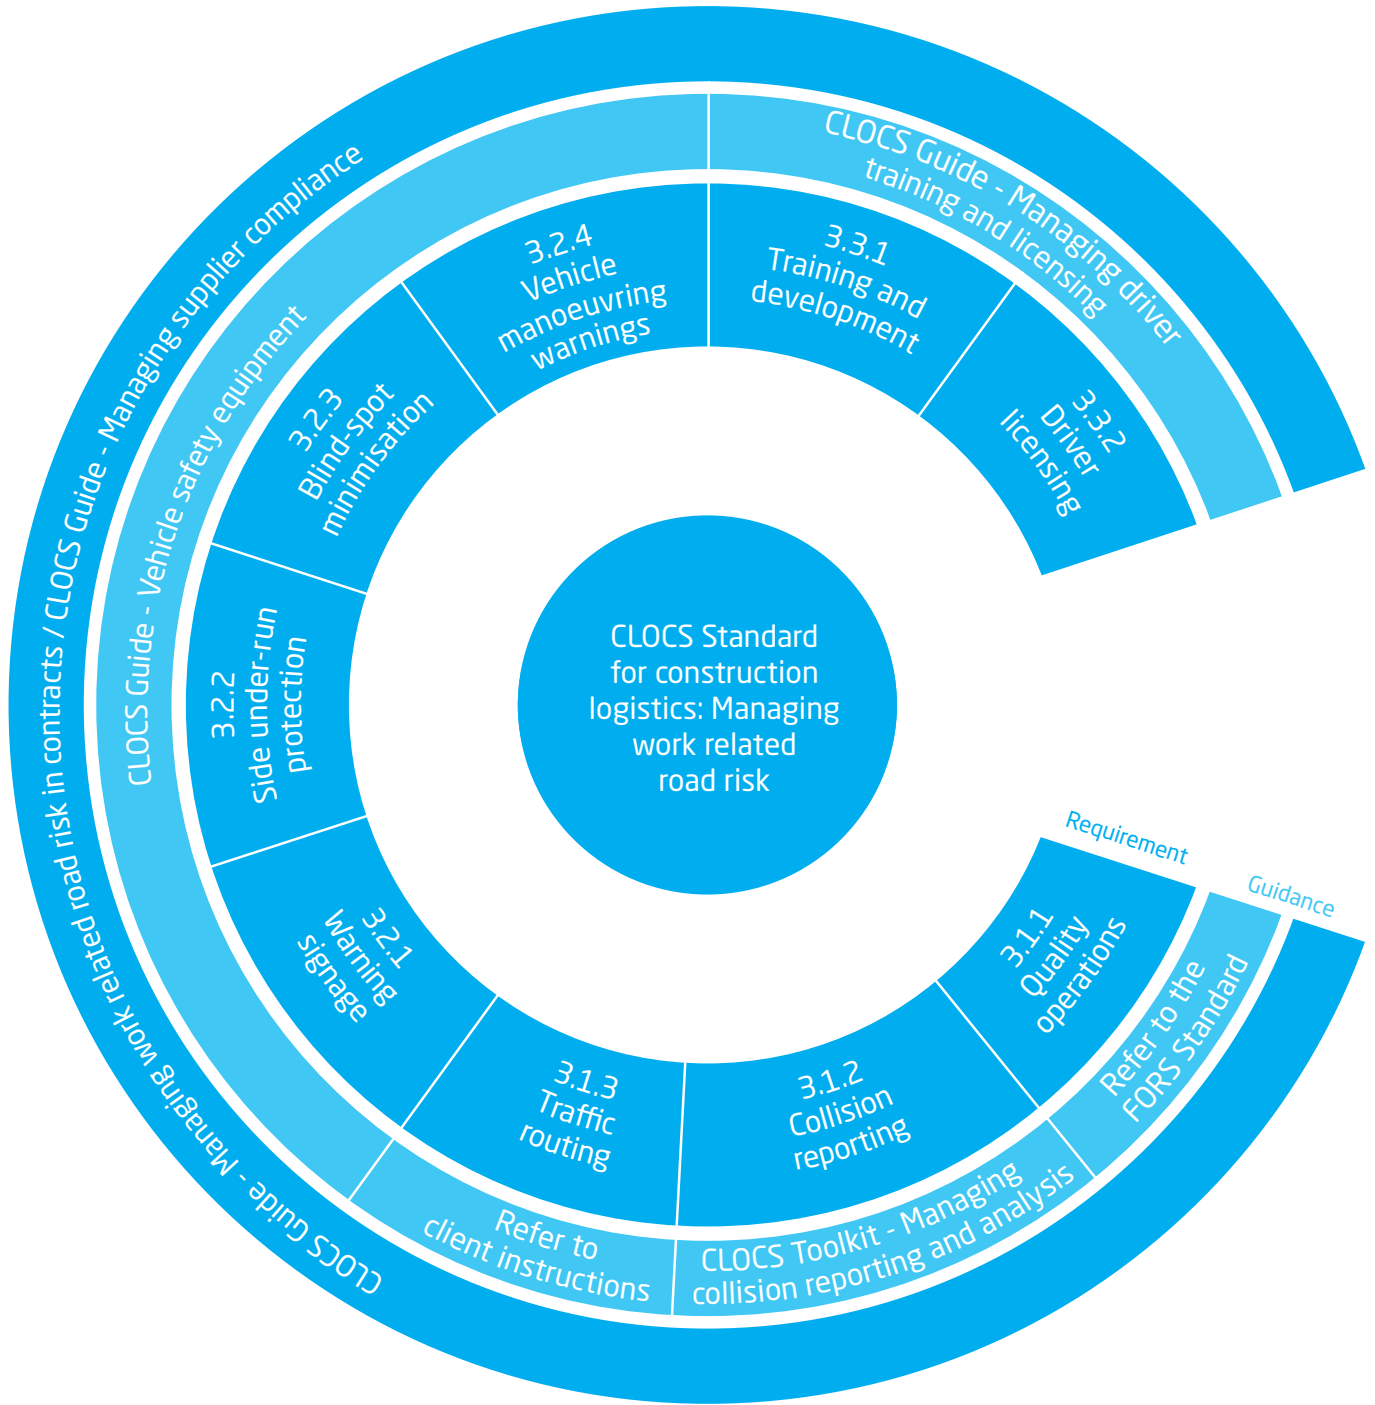 CLOCS Standard
for construction
logistics: Managing
work related
road risk
Requirement
Guidance
3.1.1
Quality
operations
3.1.2
Collision
reporting
3.1.3
Traffic
routing
3.2.1
Warning
signage
3.2.2
Side under-run
protection
3.2.3
Blind-spot
minimisation
3.2.4
Vehicle
manoeuvring
warnings
3.3.1
Training and
development
3.3.2
Driver
licensing
Refer to the
FORS Standard
CLOCS Toolkit - Managing
collision reporting and analysis
Refer to
client instructions
CLOCS Guide - Vehicle safety equipment
CLOCS Guide - Managing driver
training and licensing
CLOCS Guide - Managing work related road risk in contracts / CLOCS Guide - Managing supplier compliance